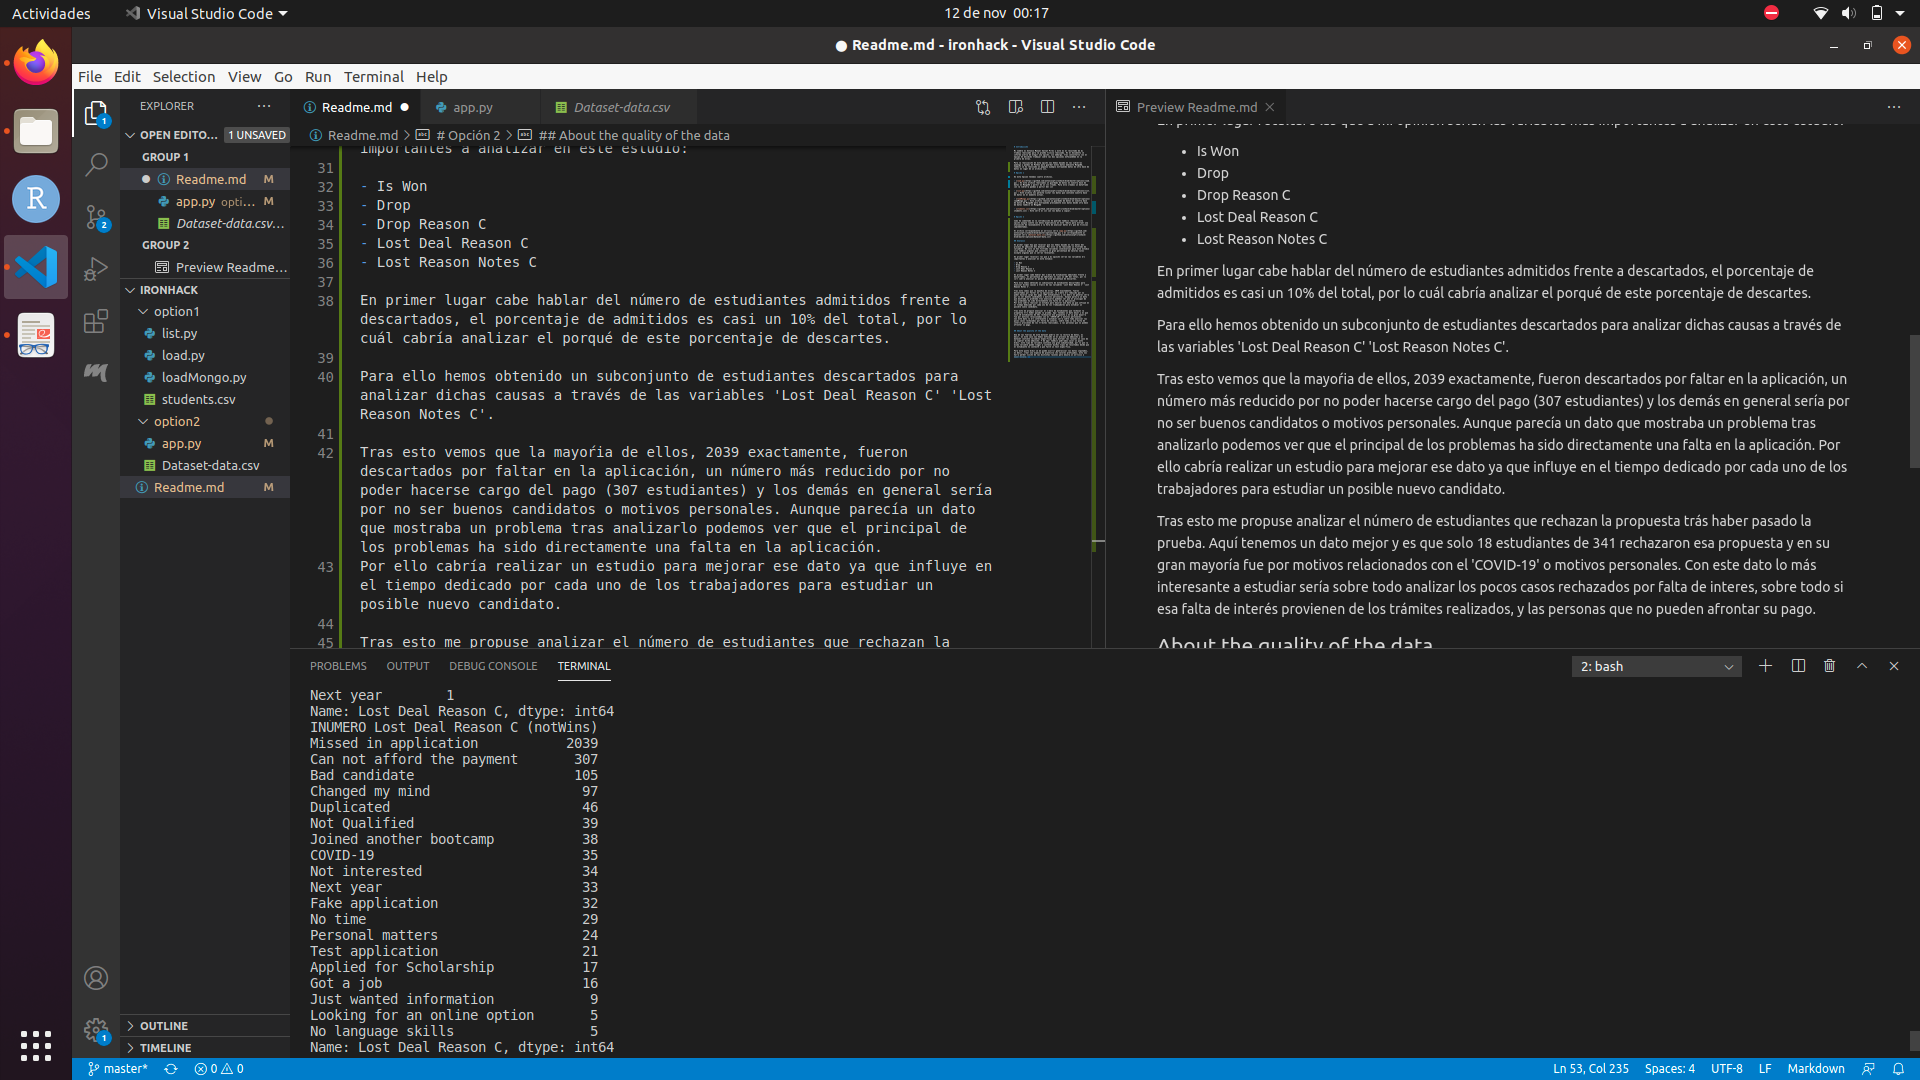 Actividades
Visual Studio Code
12 de nov 00:17
● Readme.md - ironhack - Visual Studio Code
File Edit Selection View Go Run Terminal Help
EXPLORER
OPEN EDITO... 1 UNSAVED
GROUP 1
Readme.md M
app.py opti... M
Dataset-data.csv...
GROUP 2
Preview Readme...
IRONHACK
option1
list.py
load.py
loadMongo.py
students.csv
option2
app.py M
Dataset-data.csv
Readme.md M
OUTLINE
TIMELINE
Readme.md
app.py
Dataset-data.csv
Readme.md > # Opción 2 > ## About the quality of the data
importantes a analizar en este estudio:
31
32 - Is Won
33 - Drop
34 - Drop Reason C
35 - Lost Deal Reason C
36 - Lost Reason Notes C
37
38 En primer lugar cabe hablar del número de estudiantes admitidos frente a
descartados, el porcentaje de admitidos es casi un 10% del total, por lo
cuál cabría analizar el porqué de este porcentaje de descartes.
39
40 Para ello hemos obtenido un subconjunto de estudiantes descartados para
analizar dichas causas a través de las variables 'Lost Deal Reason C' 'Lost
Reason Notes C'.
41
42 Tras esto vemos que la mayoŕia de ellos, 2039 exactamente, fueron
descartados por faltar en la aplicación, un número más reducido por no
poder hacerse cargo del pago (307 estudiantes) y los demás en general sería
por no ser buenos candidatos o motivos personales. Aunque parecía un dato
que mostraba un problema tras analizarlo podemos ver que el principal de
los problemas ha sido directamente una falta en la aplicación.
43 Por ello cabría realizar un estudio para mejorar ese dato ya que influye en
el tiempo dedicado por cada uno de los trabajadores para estudiar un
posible nuevo candidato.
44
45 Tras esto me propuse analizar el número de estudiantes que rechazan la
Preview Readme.md
En primer lugar
Is Won
Drop
Drop Reason C
Lost Deal Reason C
Lost Reason Notes C
En primer lugar cabe hablar del número de estudiantes admitidos frente a descartados, el porcentaje de
admitidos es casi un 10% del total, por lo cuál cabría analizar el porqué de este porcentaje de descartes.
Para ello hemos obtenido un subconjunto de estudiantes descartados para analizar dichas causas a través de
las variables 'Lost Deal Reason C' 'Lost Reason Notes C'.
Tras esto vemos que la mayoŕia de ellos, 2039 exactamente, fueron descartados por faltar en la aplicación, un
número más reducido por no poder hacerse cargo del pago (307 estudiantes) y los demás en general sería por
no ser buenos candidatos o motivos personales. Aunque parecía un dato que mostraba un problema tras
analizarlo podemos ver que el principal de los problemas ha sido directamente una falta en la aplicación. Por
ello cabría realizar un estudio para mejorar ese dato ya que influye en el tiempo dedicado por cada uno de los
trabajadores para estudiar un posible nuevo candidato.
Tras esto me propuse analizar el número de estudiantes que rechazan la propuesta trás haber pasado la
prueba. Aquí tenemos un dato mejor y es que solo 18 estudiantes de 341 rechazaron esa propuesta y en su
gran mayoría fue por motivos relacionados con el 'COVID-19' o motivos personales. Con este dato lo más
interesante a estudiar sería sobre todo analizar los pocos casos rechazados por falta de interes, sobre todo si
esa falta de interés provienen de los trámites realizados, y las personas que no pueden afrontar su pago.
About the quality of the data
PROBLEMS OUTPUT DEBUG CONSOLE TERMINAL
2: bash
Next year 1
Name: Lost Deal Reason C, dtype: int64
INUMERO Lost Deal Reason C (notWins)
Missed in application 2039
Can not afford the payment 307
Bad candidate 105
Changed my mind 97
Duplicated 46
Not Qualified 39
Joined another bootcamp 38
COVID-19 35
Not interested 34
Next year 33
Fake application 32
No time 29
Personal matters 24
Test application 21
Applied for Scholarship 17
Got a job 16
Just wanted information 9
Looking for an online option 5
No language skills 5
Name: Lost Deal Reason C, dtype: int64
master* 0 0
Ln 53, Col 235 Spaces: 4 UTF-8 LF Markdown